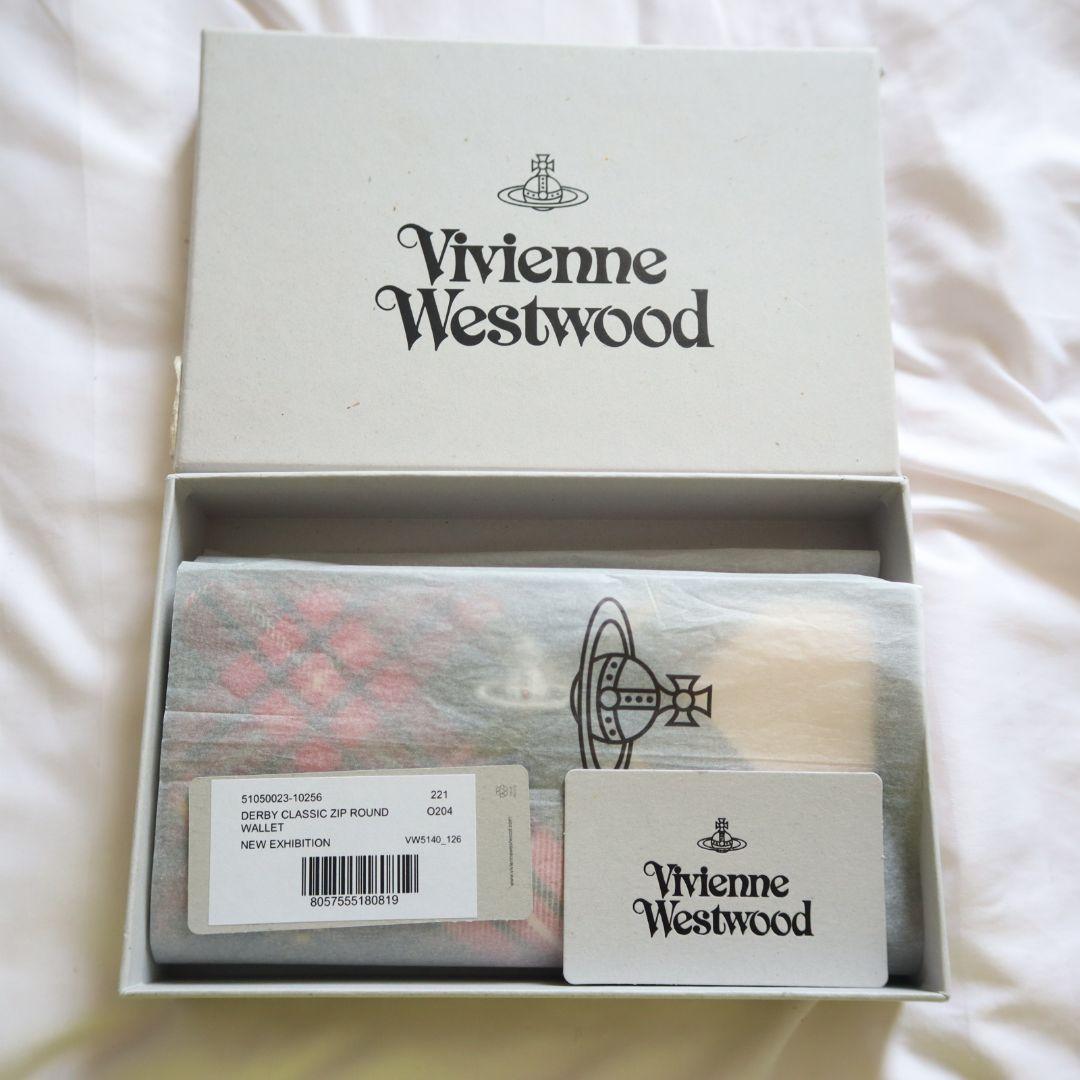 Vivienne
Westwood
51050023-10256 221
DERBY CLASSIC ZIP ROUND O204
WALLET
NEW EXHIBITION VW5140_126
8057555180819
Vivienne
Westwood